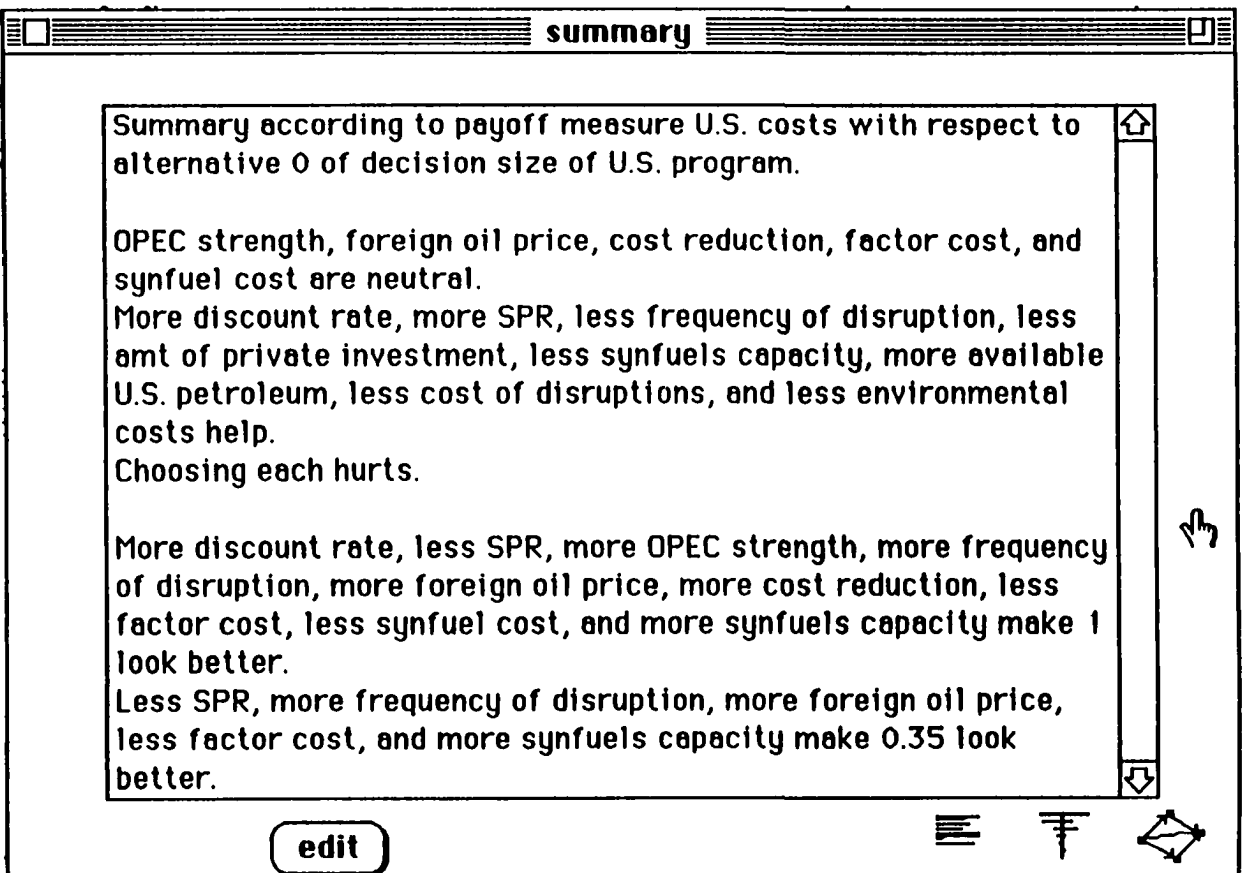 summary
Summary according to payoff measure U.S. costs with respect to
alternative 0 of decision size of U.S. program.
OPEC strength, foreign oil price, cost reduction, factor cost, and
synfuel cost are neutral.
More discount rate, more SPR, less frequency of disruption, less
amt of private investment, less synfuels capacity, more available
U.S. petroleum, less cost of disruptions, and less environmental
costs help.
Choosing each hurts.
More discount rate, less SPR, more OPEC strength, more frequency
of disruption, more foreign oil price, more cost reduction, less
factor cost, less synfuel cost, and more synfuels capacity make 1
look better.
Less SPR, more frequency of disruption, more foreign oil price,
less factor cost, and more synfuels capacity make 0.35 look
better.
edit